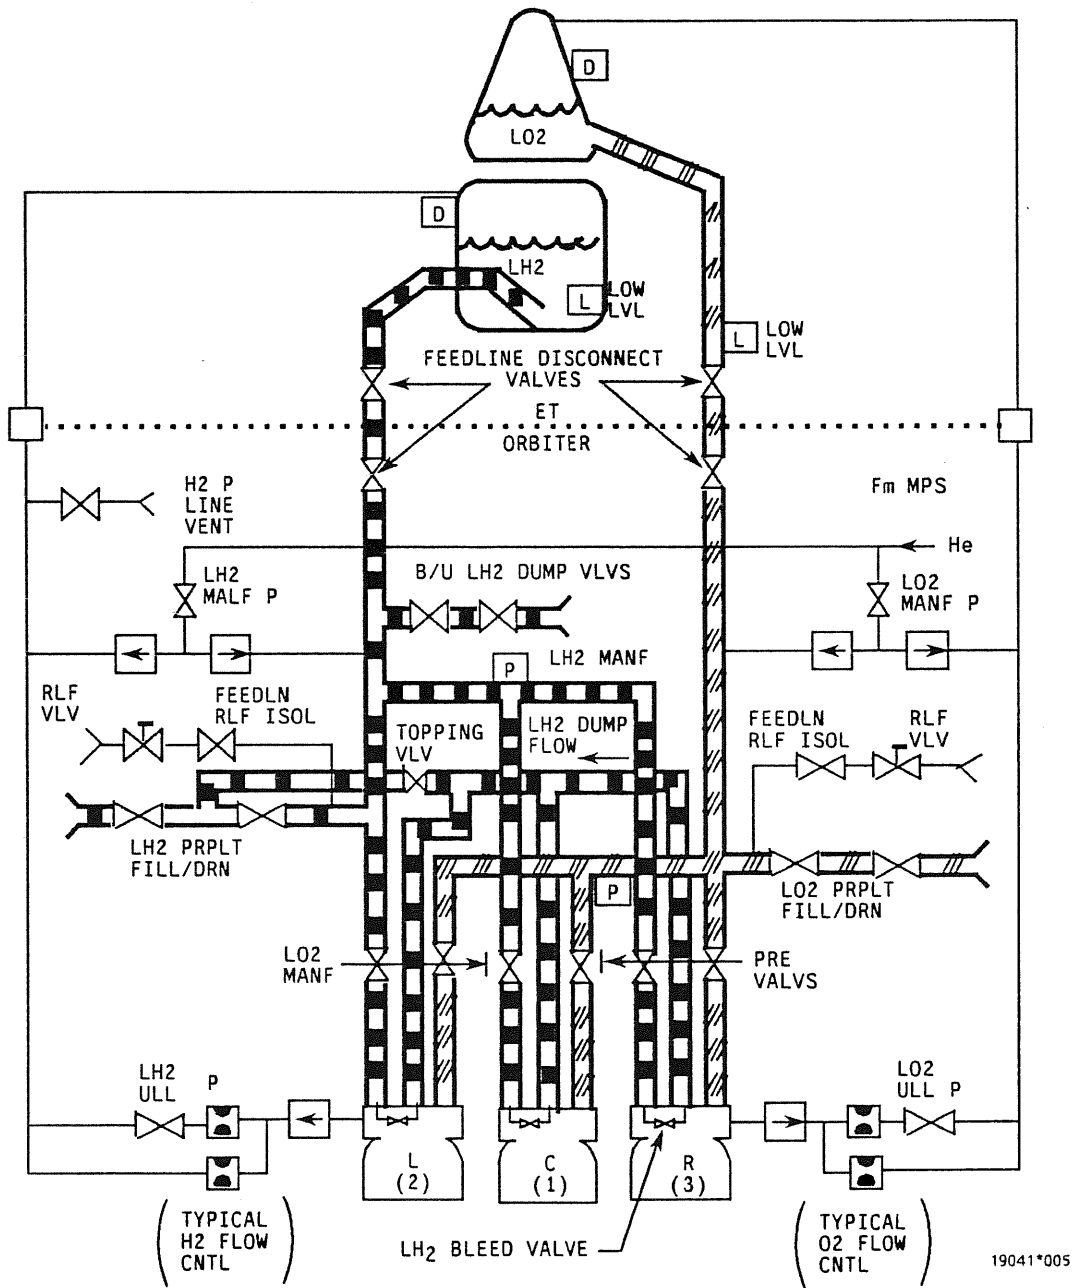 D
LO2
D
LH2
L
LOW
LVL
L
LOW
LVL
FEEDLINE DISCONNECT
VALVES
ET
ORBITER
H2 P
LINE
VENT
Fm MPS
He
LH2
MALF P
B/U LH2 DUMP VLVS
LO2
MANF P
LH2 MANF
P
RLF
VLV
FEEDLN
RLF ISOL
TOPPING
VLV
LH2 DUMP
FLOW
FEEDLN
RLF ISOL
RLF
VLV
LH2 PRPLT
FILL/DRN
P
LO2 PRPLT
FILL/DRN
LO2
MANF
PRE
VALVS
LH2
ULL
P
LO2
ULL P
L
(2)
C
(1)
R
(3)
TYPICAL
H2 FLOW
CNTL
LH2 BLEED VALVE
TYPICAL
O2 FLOW
CNTL
19041*005